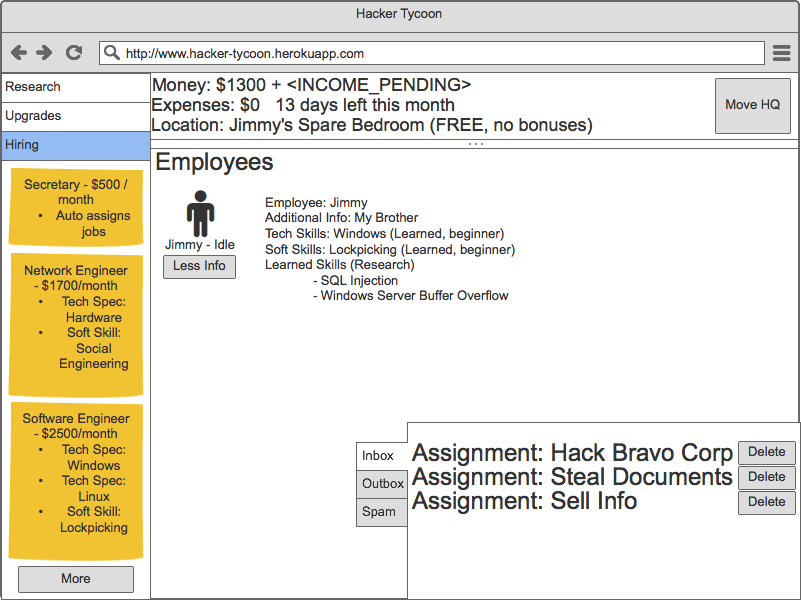 Hacker Tycoon
http://www.hacker-tycoon.herokuapp.com
Research
Upgrades
Hiring
Secretary - $500 /
month
• Auto assigns
jobs
Network Engineer
- $1700/month
• Tech Spec:
Hardware
• Soft Skill:
Social
Engineering
Software Engineer
- $2500/month
• Tech Spec:
Windows
• Tech Spec:
Linux
• Soft Skill:
Lockpicking
More
Money: $1300 + <INCOME_PENDING>
Expenses: $0 13 days left this month
Location: Jimmy's Spare Bedroom (FREE, no bonuses)
Move HQ
Employees
Jimmy - Idle
Less Info
Employee: Jimmy
Additional Info: My Brother
Tech Skills: Windows (Learned, beginner)
Soft Skills: Lockpicking (Learned, beginner)
Learned Skills (Research)
- SQL Injection
- Windows Server Buffer Overflow
Inbox
Outbox
Spam
Assignment: Hack Bravo Corp Delete
Assignment: Steal Documents Delete
Assignment: Sell Info Delete